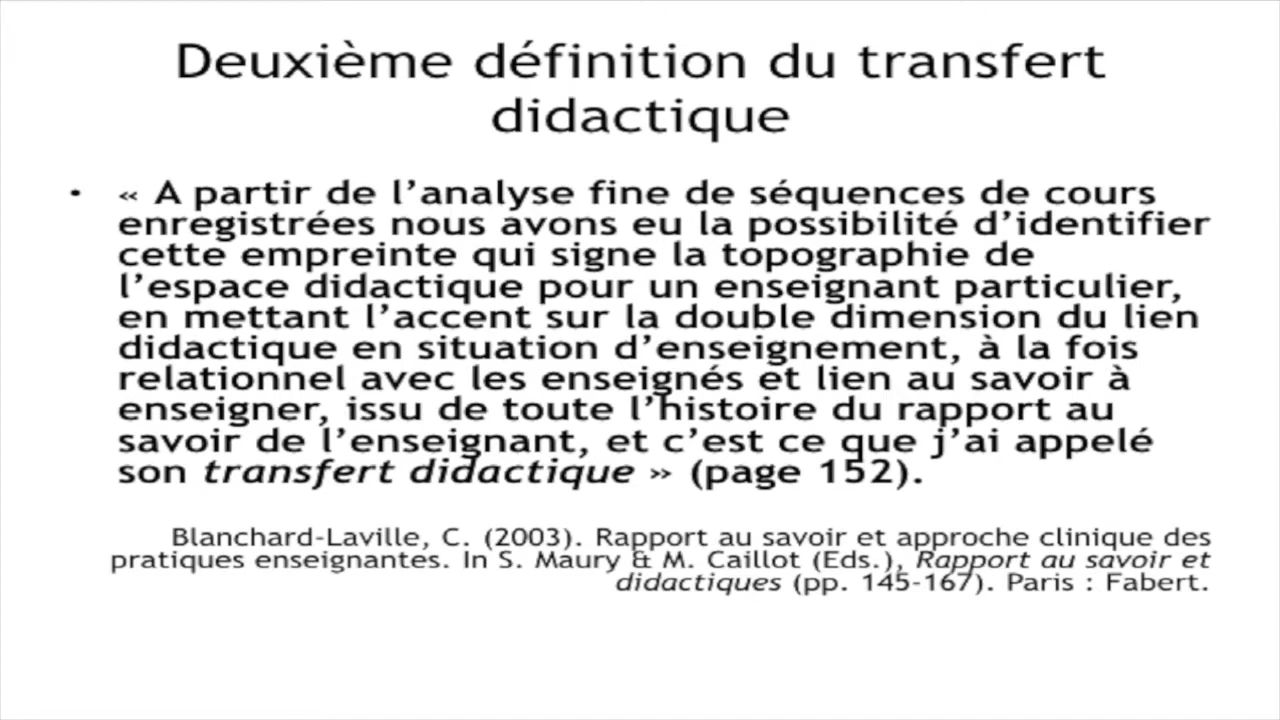 Deuxième définition du transfert
didactique
• « A partir de l’analyse fine de séquences de cours
enregistrées nous avons eu la possibilité d’identifier
cette empreinte qui signe la topographie de
l’espace didactique pour un enseignant particulier,
en mettant l’accent sur la double dimension du lien
didactique en situation d’enseignement, à la fois
relationnel avec les enseignés et lien au savoir à
enseigner, issu de toute l’histoire du rapport au
savoir de l’enseignant, et c’est ce que j’ai appelé
son transfert didactique » (page 152).
Blanchard-Laville, C. (2003). Rapport au savoir et approche clinique des
pratiques enseignantes. In S. Maury & M. Caillot (Eds.), Rapport au savoir et
didactiques (pp. 145-167). Paris : Fabert.